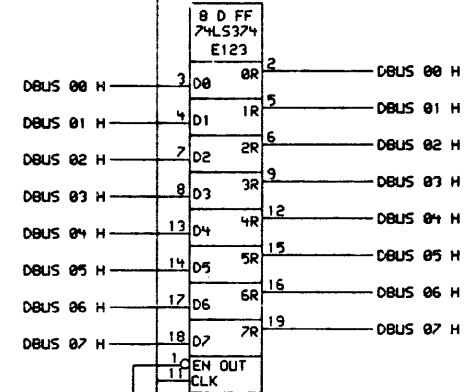 8 D FF
74LS374
E123
DBUS 00 H 3 D0 0R 2 DBUS 00 H
DBUS 01 H 4 D1 1R 5 DBUS 01 H
DBUS 02 H 7 D2 2R 6 DBUS 02 H
DBUS 03 H 8 D3 3R 9 DBUS 03 H
DBUS 04 H 13 D4 4R 12 DBUS 04 H
DBUS 05 H 14 D5 5R 15 DBUS 05 H
DBUS 06 H 17 D6 6R 16 DBUS 06 H
DBUS 07 H 18 D7 7R 19 DBUS 07 H
1 EN OUT
11 CLK